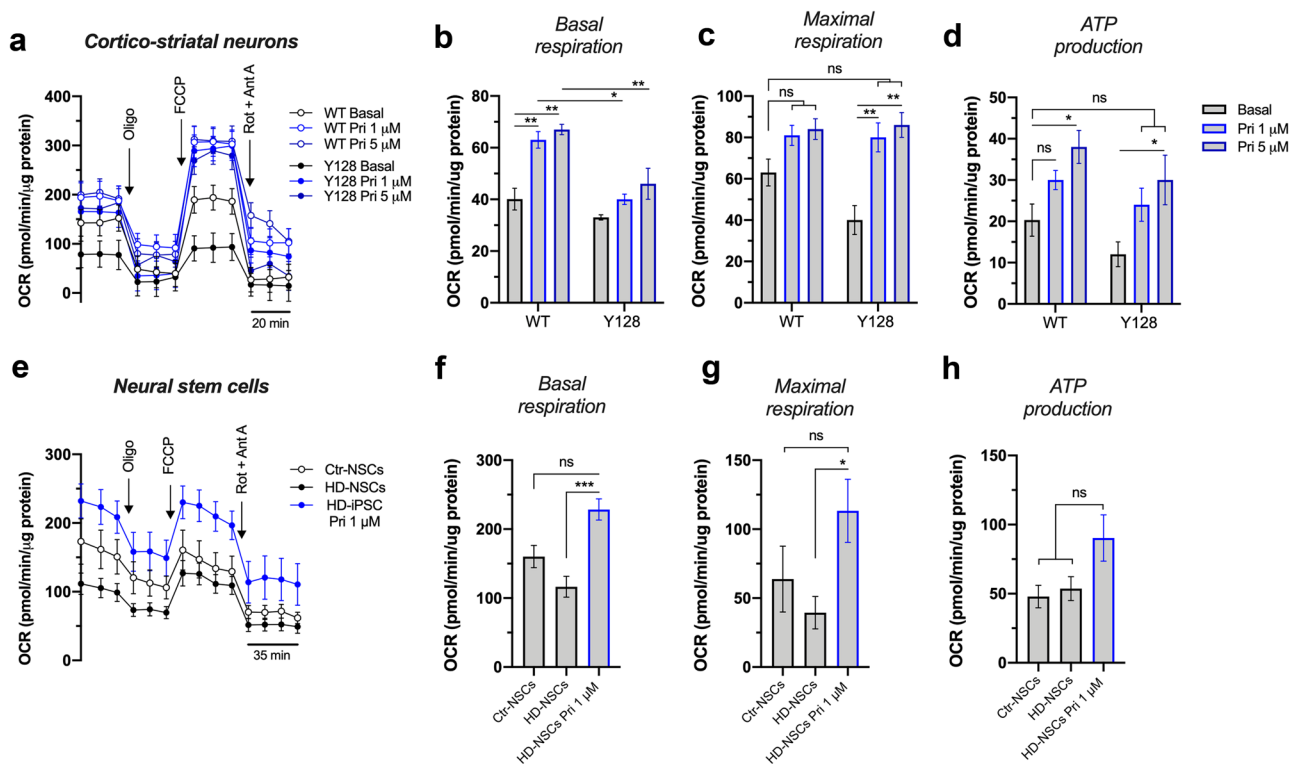 a
Cortico-striatal neurons
OCR (pmol/min/μg protein)
400
300
200
100
0
Oligo
FCCP
Rot + Ant A
20 min
WT Basal
WT Pri 1 μM
WT Pri 5 μM
Y128 Basal
Y128 Pri 1 μM
Y128 Pri 5 μM
b
Basal
respiration
OCR (pmol/min/ug protein)
80
60
40
20
0
**
*
**
**
WT
Y128
c
Maximal
respiration
OCR (pmol/min/ug protein)
100
80
60
40
20
0
ns
ns
**
**
WT
Y128
d
ATP
production
OCR (pmol/min/ug protein)
50
40
30
20
10
0
ns
*
ns
*
WT
Y128
Basal
Pri 1 μM
Pri 5 μM
e
Neural stem cells
OCR (pmol/min/μg protein)
300
200
100
0
Oligo
FCCP
Rot + Ant A
35 min
Ctr-NSCs
HD-NSCs
HD-iPSC
Pri 1 μM
f
Basal
respiration
OCR (pmol/min/ug protein)
300
200
100
0
ns
***
Ctr-NSCs
HD-NSCs
HD-NSCs Pri 1 μM
g
Maximal
respiration
OCR (pmol/min/ug protein)
150
100
50
0
ns
*
Ctr-NSCs
HD-NSCs
HD-NSCs Pri 1 μM
h
ATP
production
OCR (pmol/min/ug protein)
150
100
50
0
ns
Ctr-NSCs
HD-NSCs
HD-NSCs Pri 1 μM